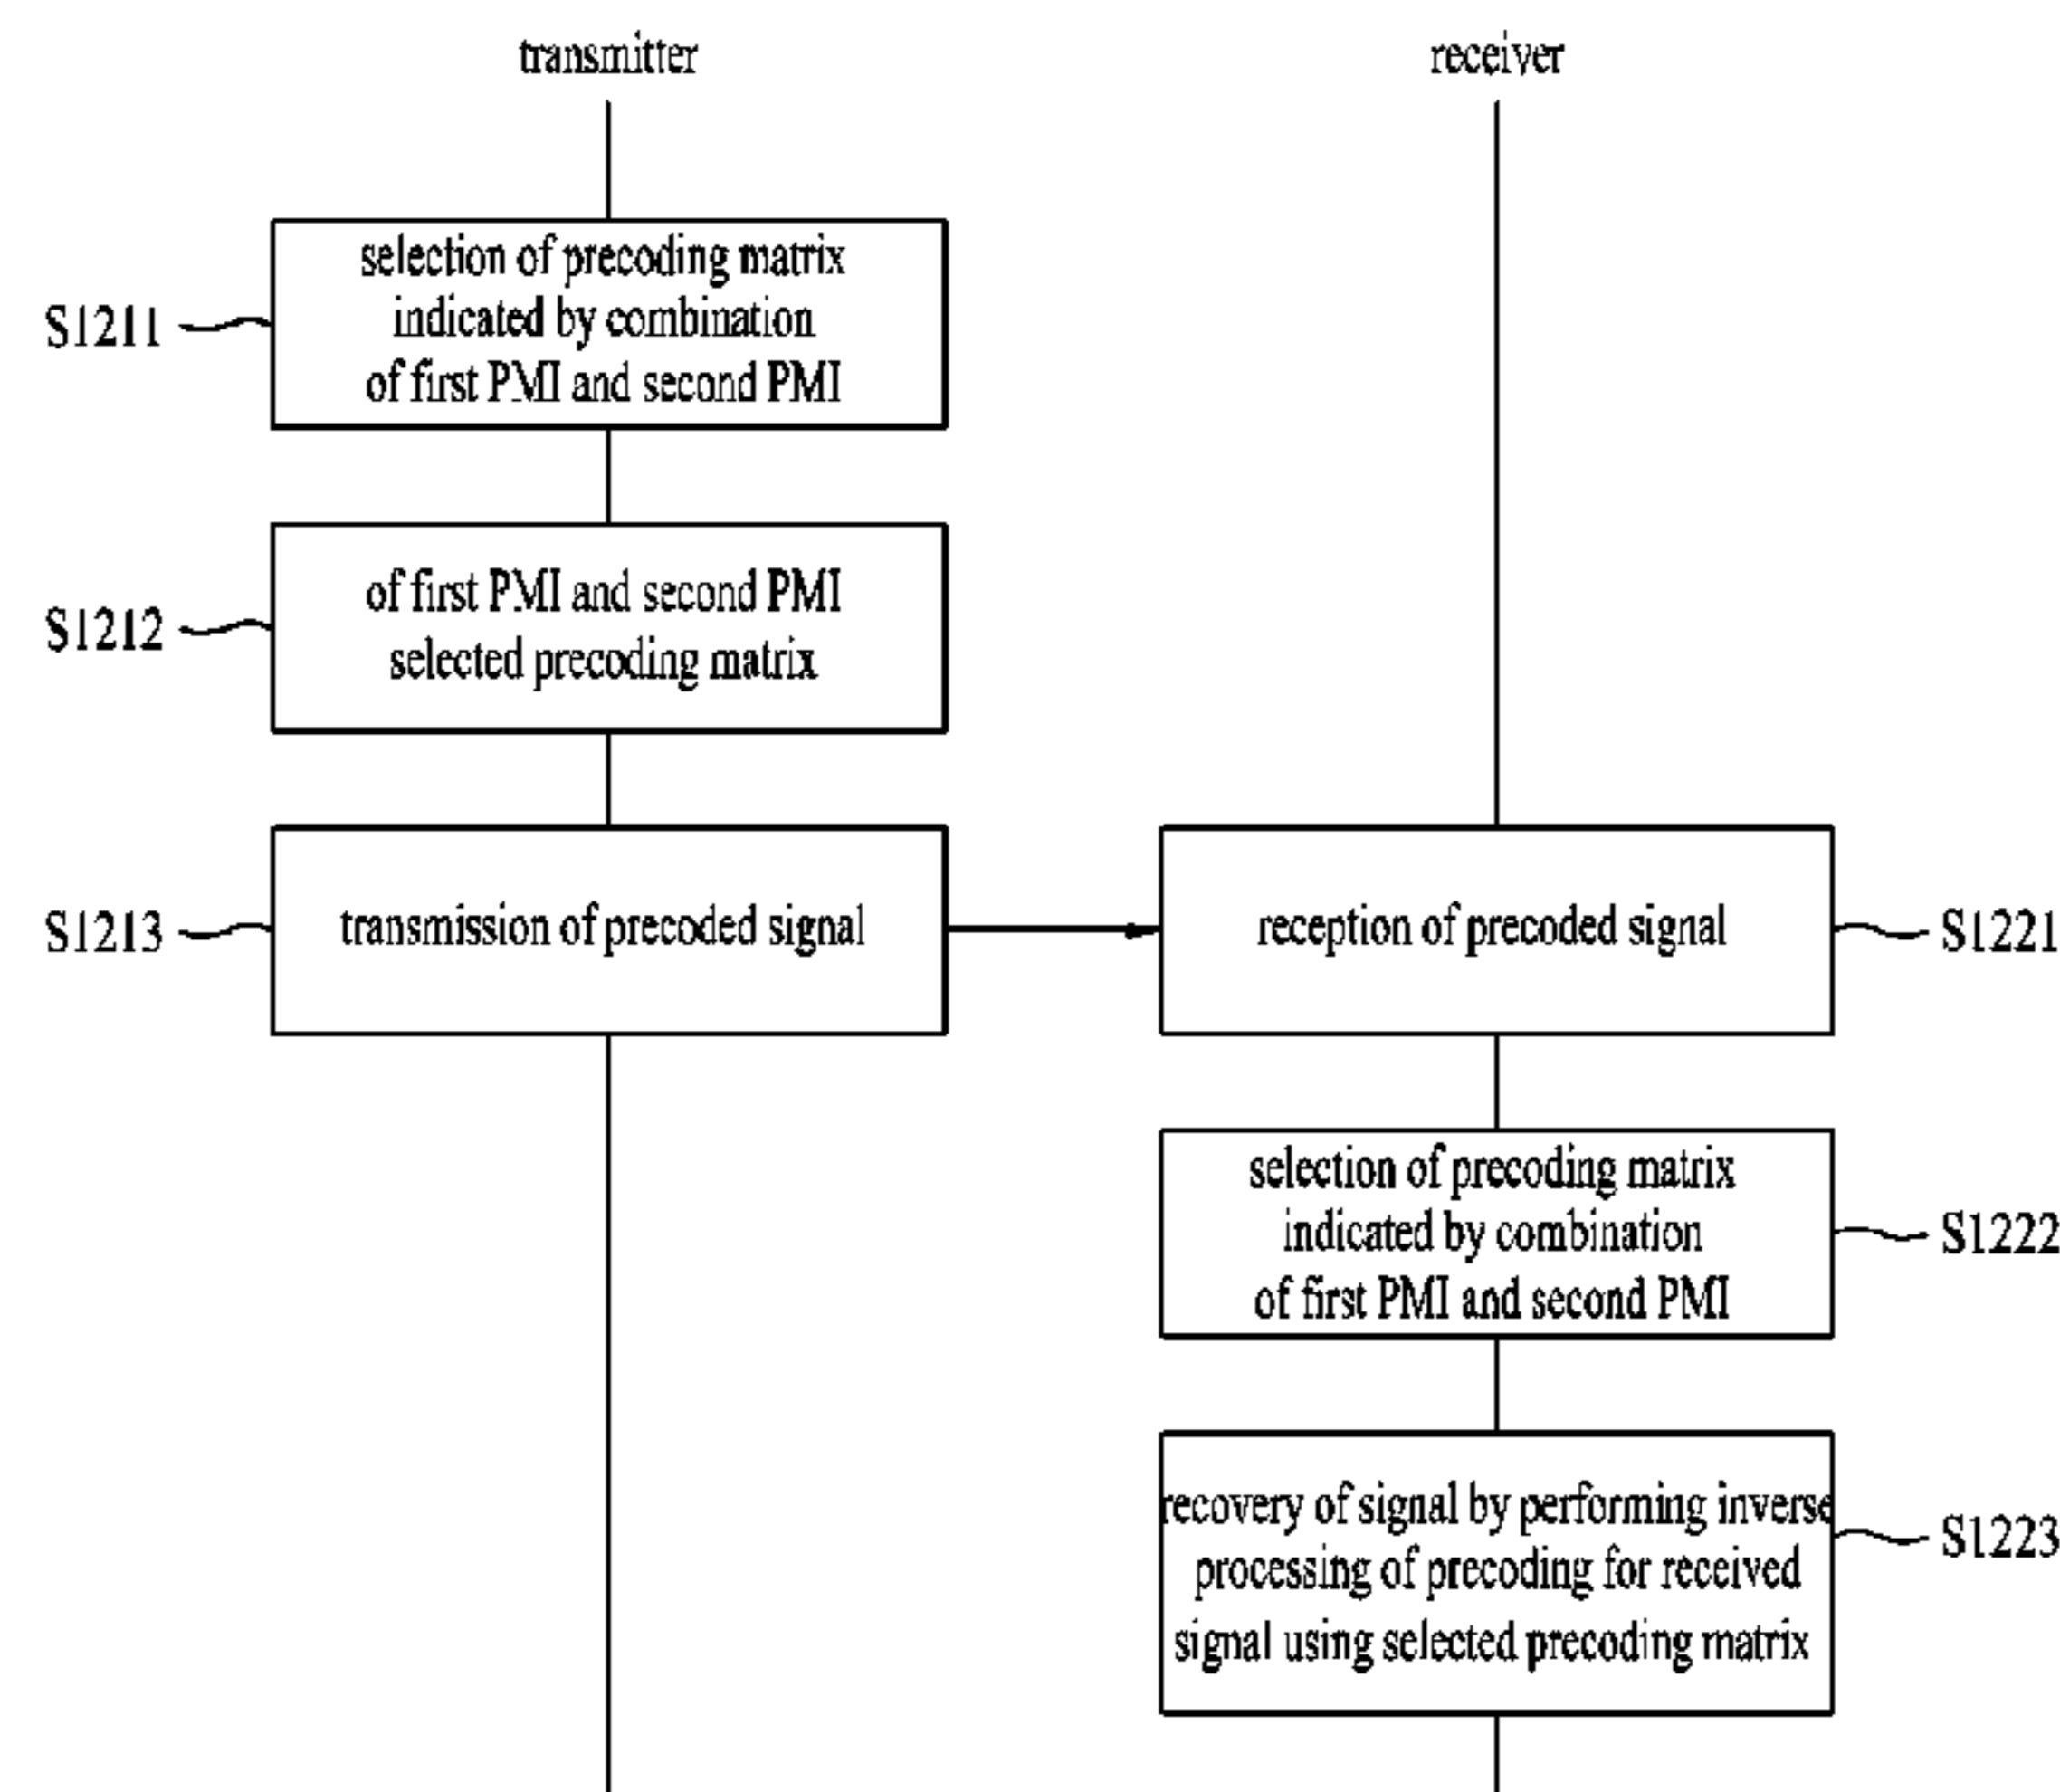 transmitter
receiver
selection of precoding matrix
indicated by combination
of first PMI and second PMI
S1211
of first PMI and second PMI
selected precoding matrix
S1212
transmission of precoded signal
S1213
reception of precoded signal
S1221
selection of precoding matrix
indicated by combination
of first PMI and second PMI
S1222
recovery of signal by performing inverse
processing of precoding for received
signal using selected precoding matrix
S1223